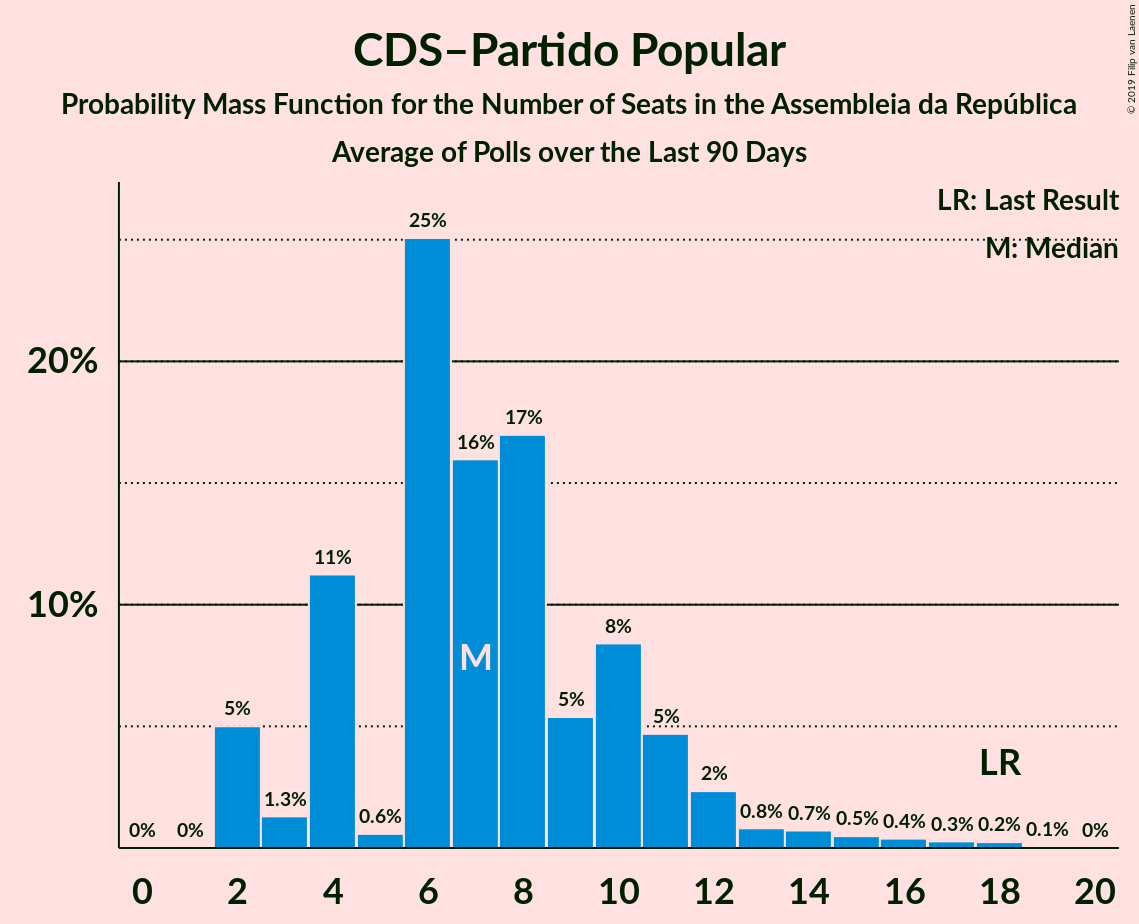 CDS–Partido Popular
Probability Mass Function for the Number of Seats in the Assembleia da República
Average of Polls over the Last 90 Days
© 2019 Filip van Laenen
LR: Last Result
M: Median
20%
10%
0%
0%
5%
1.3%
11%
0.6%
25%
16%
17%
5%
8%
5%
2%
0.8%
0.7%
0.5%
0.4%
0.3%
0.2%
0.1%
0%
M
LR
0 2 4 6 8 10 12 14 16 18 20